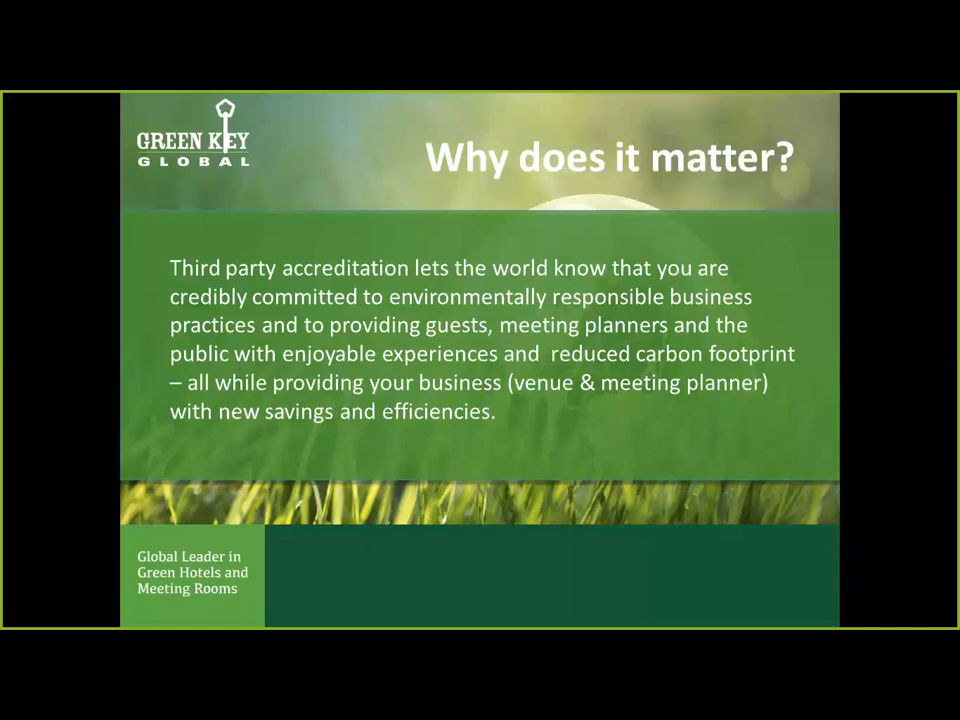 GREEN KEY
GLOBAL
Why does it matter?
Third party accreditation lets the world know that you are
credibly committed to environmentally responsible business
practices and to providing guests, meeting planners and the
public with enjoyable experiences and  reduced carbon footprint
– all while providing your business (venue & meeting planner)
with new savings and efficiencies.
Global Leader in
Green Hotels and
Meeting Rooms